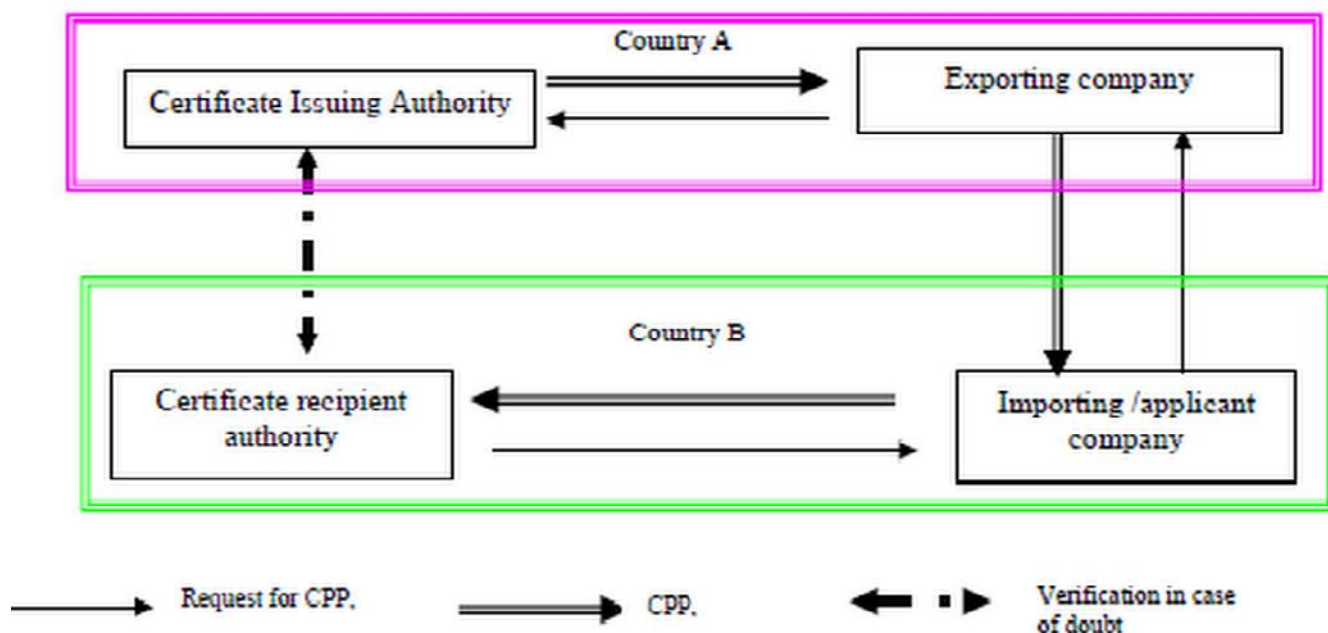 Country A
Certificate Issuing Authority
Exporting company
Country B
Certificate recipient
authority
Importing /applicant
company
Request for CPP,
CPP,
Verification in case
of doubt